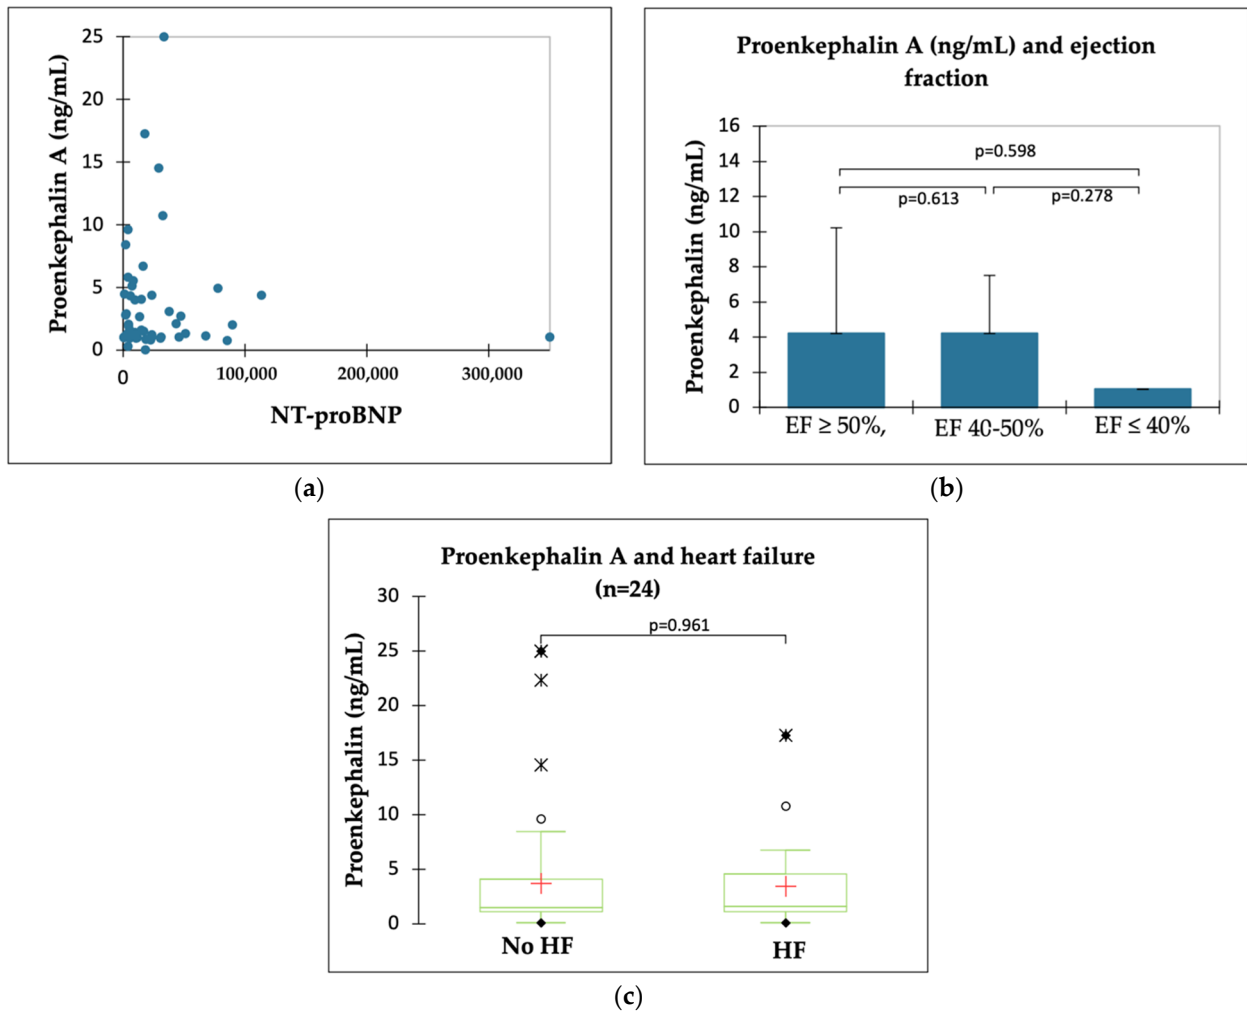 Proenkephalin A (ng/mL)
25
20
15
10
5
0
0
100,000
200,000
300,000
NT-proBNP
(a)
Proenkephalin A (ng/mL) and ejection
fraction
Proenkephalin (ng/mL)
16
14
12
10
8
6
4
2
0
p=0.598
p=0.613
p=0.278
EF ≥ 50%,
EF 40-50%
EF ≤ 40%
(b)
Proenkephalin A and heart failure
(n=24)
Proenkephalin (ng/mL)
30
25
20
15
10
5
0
p=0.961
No HF
HF
(c)